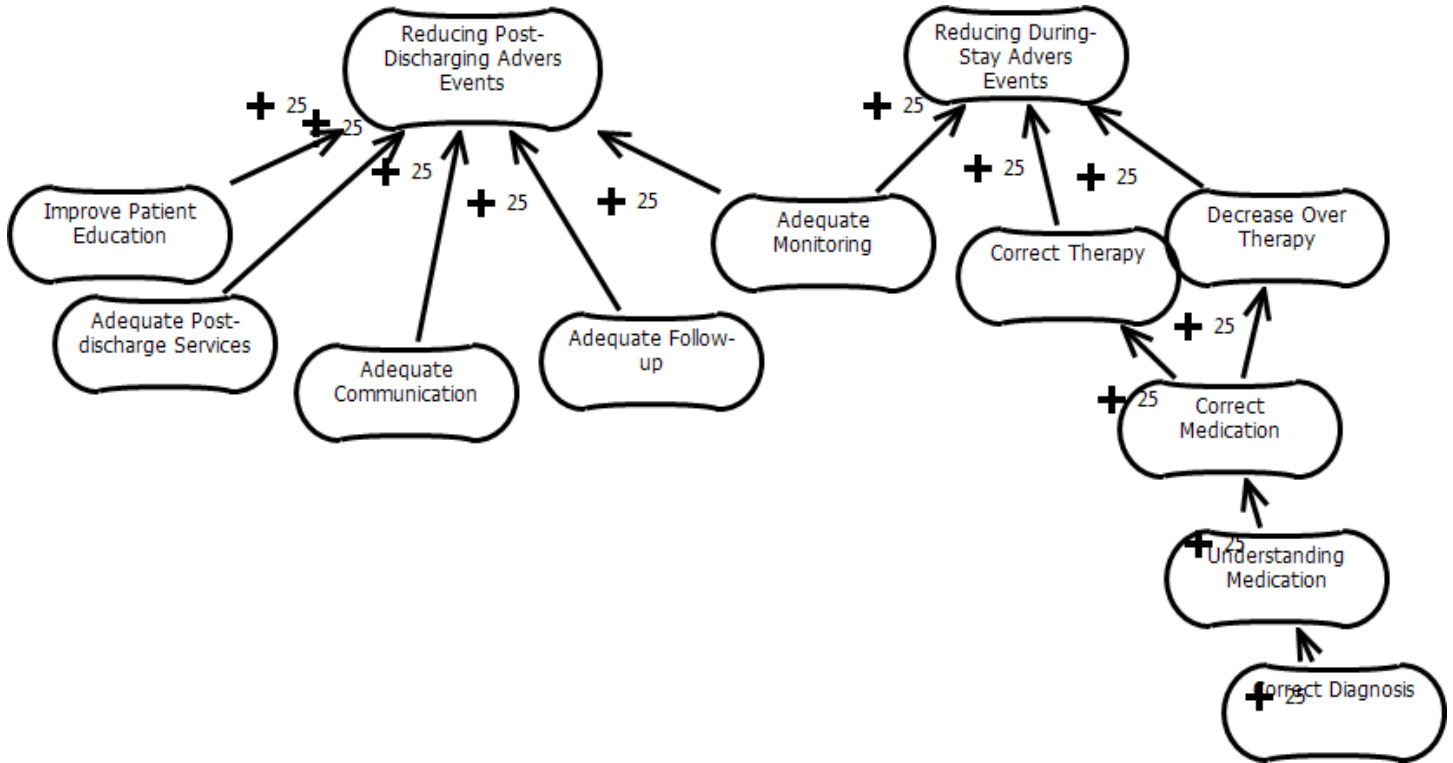 Reducing Post-
Discharging Advers
Events
Reducing During-
Stay Advers
Events
+ 25
+ 25
+ 25
+ 25
+ 25
+ 25
+ 25
+ 25
Improve Patient
Education
Adequate Post-
discharge Services
Adequate
Communication
Adequate Follow-
up
Adequate
Monitoring
Correct Therapy
Decrease Over
Therapy
+ 25
+ 25
Correct
Medication
+ 25
Understanding
Medication
+ 25
Correct Diagnosis